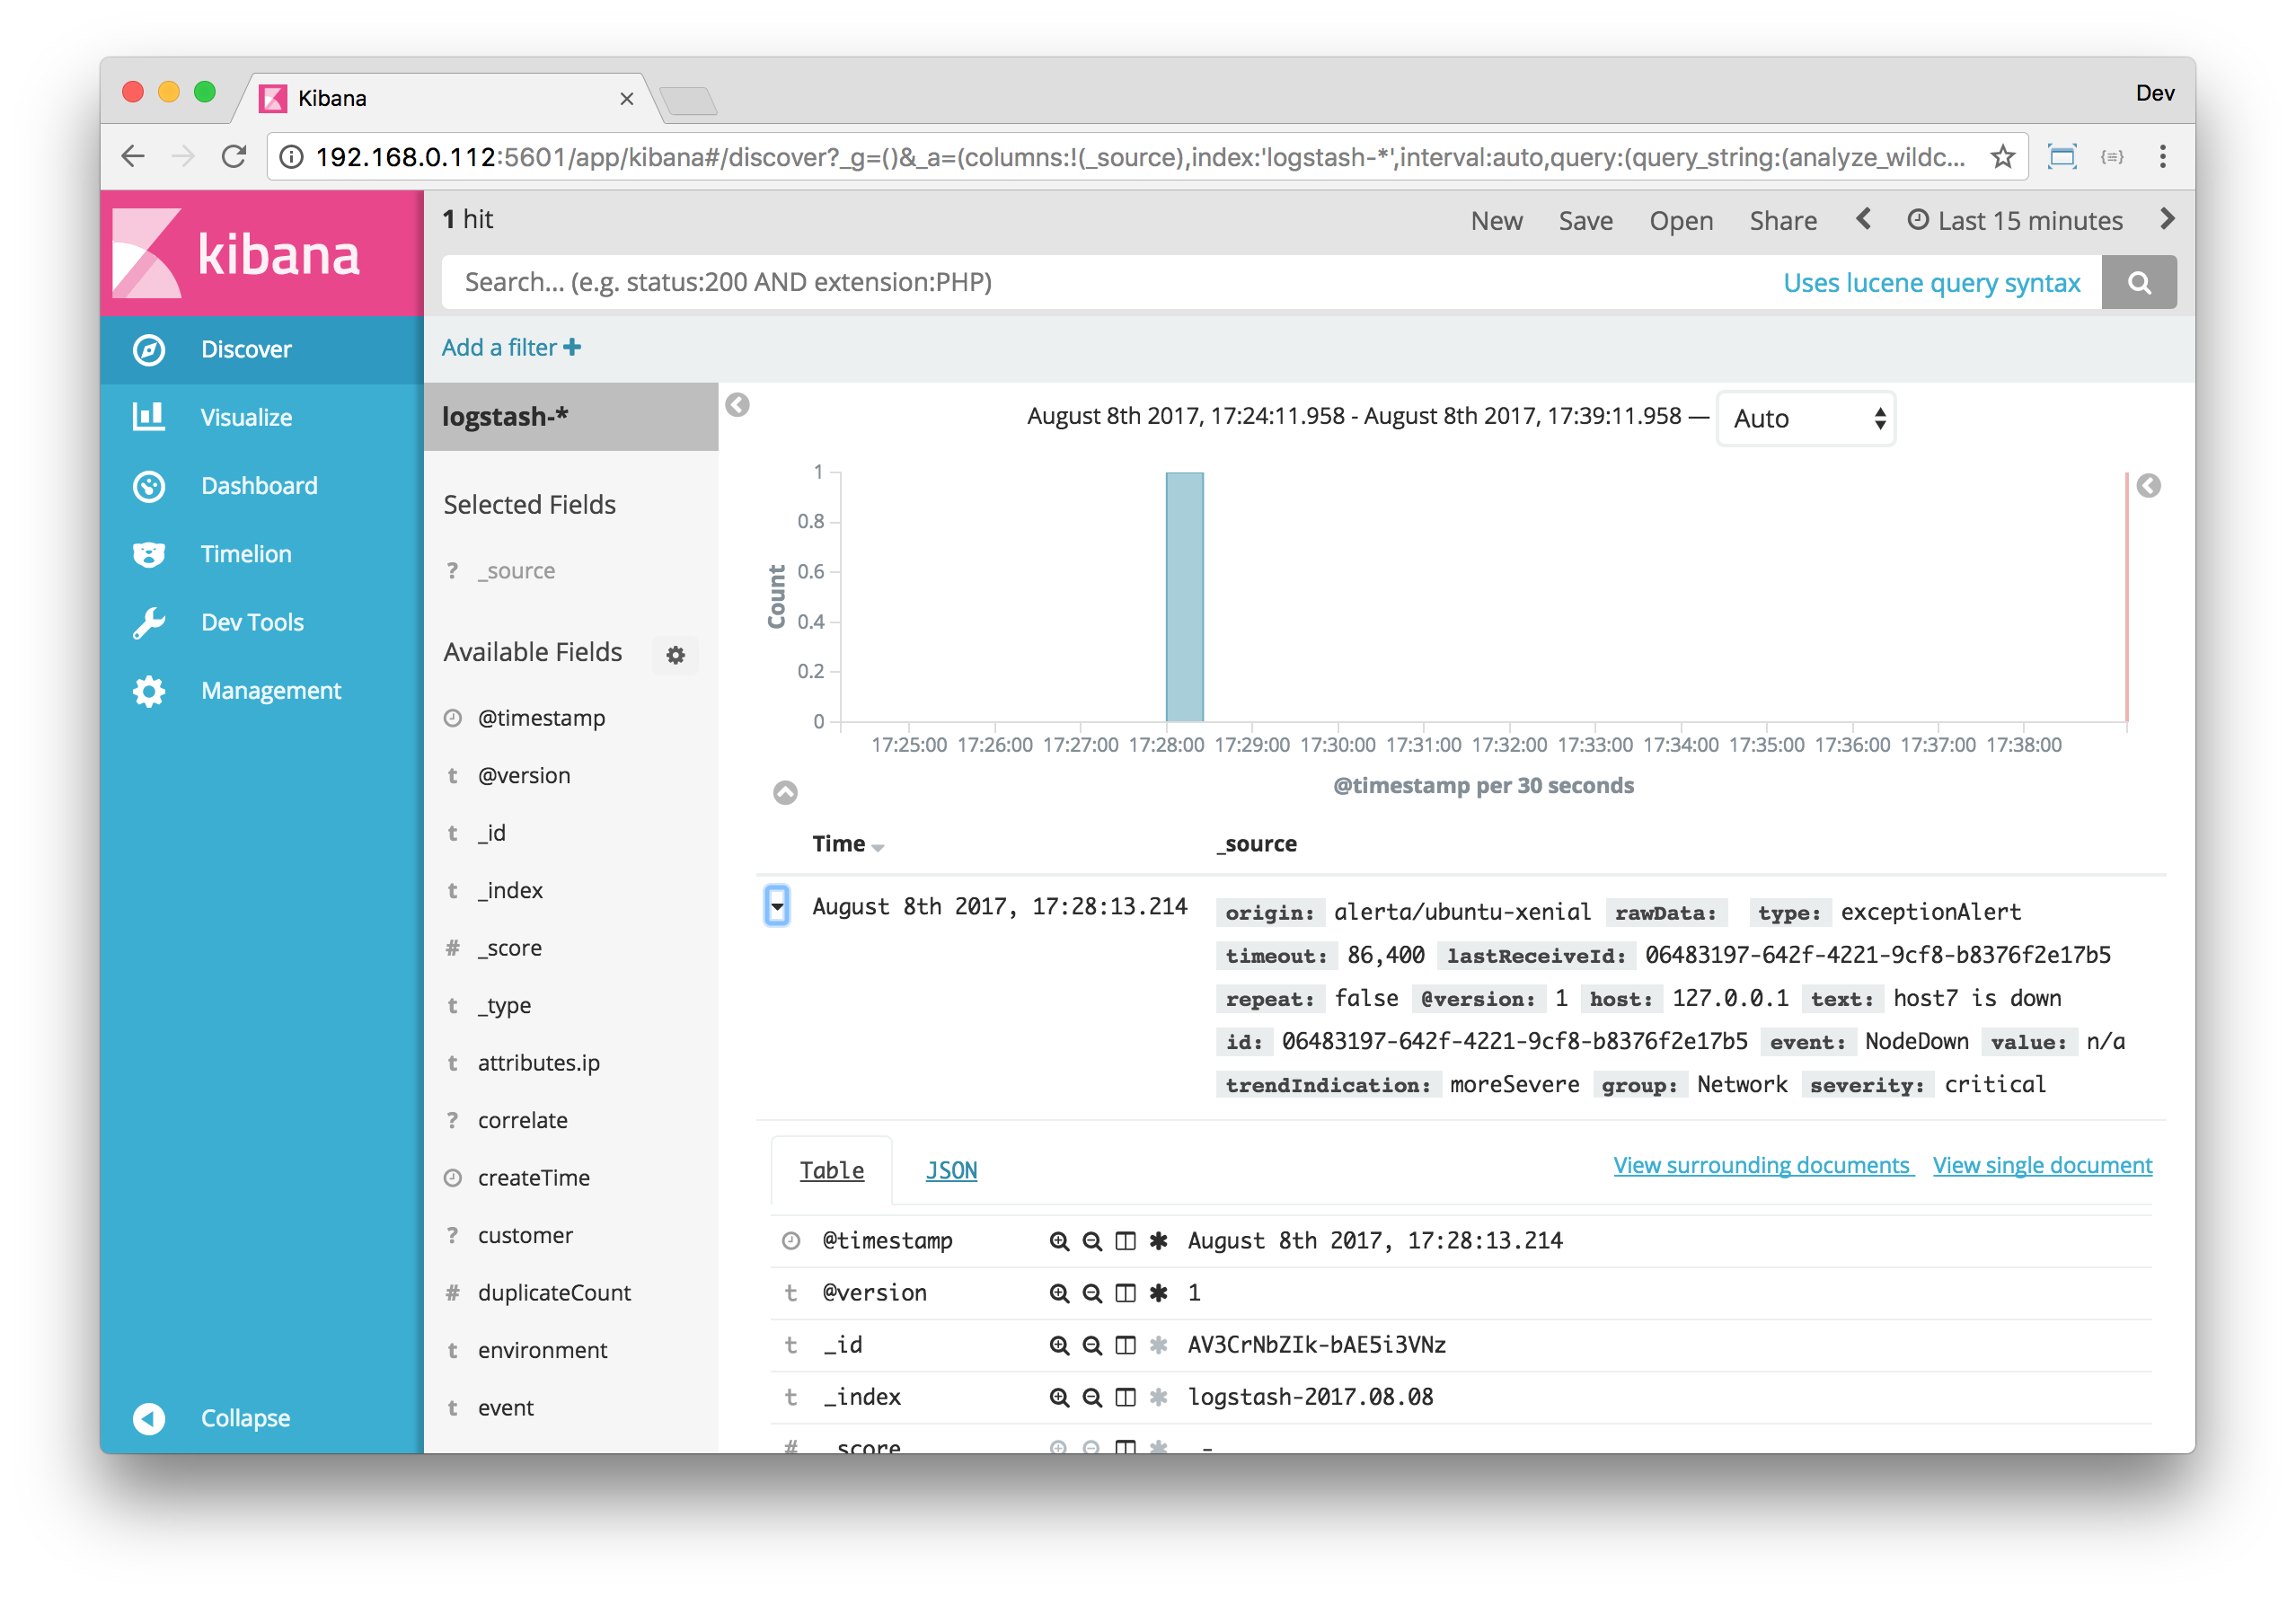 Kibana
Dev
192.168.0.112:5601/app/kibana#/discover?_g=()&_a=(columns:!(_source),index:'logstash-*',interval:auto,query:(query_string:(analyze_wildc...
kibana
1 hit
New Save Open Share Last 15 minutes
Search... (e.g. status:200 AND extension:PHP) Uses lucene query syntax
Add a filter
Discover
Visualize
Dashboard
Timelion
Dev Tools
Management
Collapse
logstash-*
Selected Fields
? _source
Available Fields
@timestamp
t @version
t _id
t _index
# _score
t _type
t attributes.ip
? correlate
createTime
? customer
# duplicateCount
t environment
t event
August 8th 2017, 17:24:11.958 - August 8th 2017, 17:39:11.958 — Auto
Count
1
0.8
0.6
0.4
0.2
0
17:25:00 17:26:00 17:27:00 17:28:00 17:29:00 17:30:00 17:31:00 17:32:00 17:33:00 17:34:00 17:35:00 17:36:00 17:37:00 17:38:00
@timestamp per 30 seconds
Time _source
August 8th 2017, 17:28:13.214
origin: alerta/ubuntu-xenial rawData: type: exceptionAlert
timeout: 86,400 lastReceiveId: 06483197-642f-4221-9cf8-b8376f2e17b5
repeat: false @version: 1 host: 127.0.0.1 text: host7 is down
id: 06483197-642f-4221-9cf8-b8376f2e17b5 event: NodeDown value: n/a
trendIndication: moreSevere group: Network severity: critical
Table JSON View surrounding documents View single document
@timestamp August 8th 2017, 17:28:13.214
t @version 1
t _id AV3CrNbZIk-bAE5i3VNz
t _index logstash-2017.08.08
# _score -